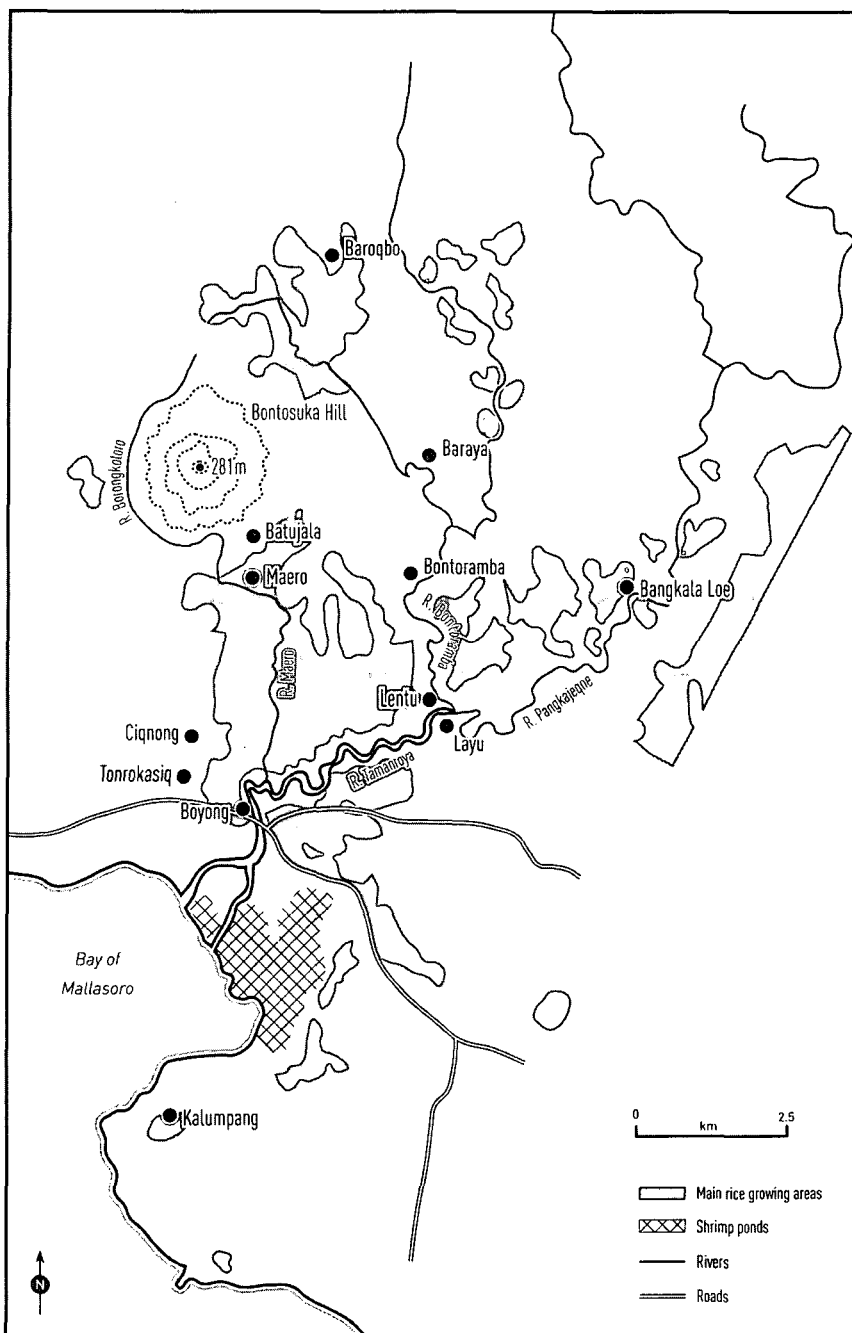 Baroqbo
Bontosuka Hill
281m
R. Borongkaloro
Baraya
Batujala
Maero
Bontoramba
Bangkala Loe
R. Maero
Lentu
Layu
R. Pangkajeqne
Ciqnong
Tonrokasiq
R. Tamanroya
Boyong
Bay of
Mallasoro
Kalumpang
0 2.5
km
Main rice growing areas
Shrimp ponds
Rivers
Roads
N